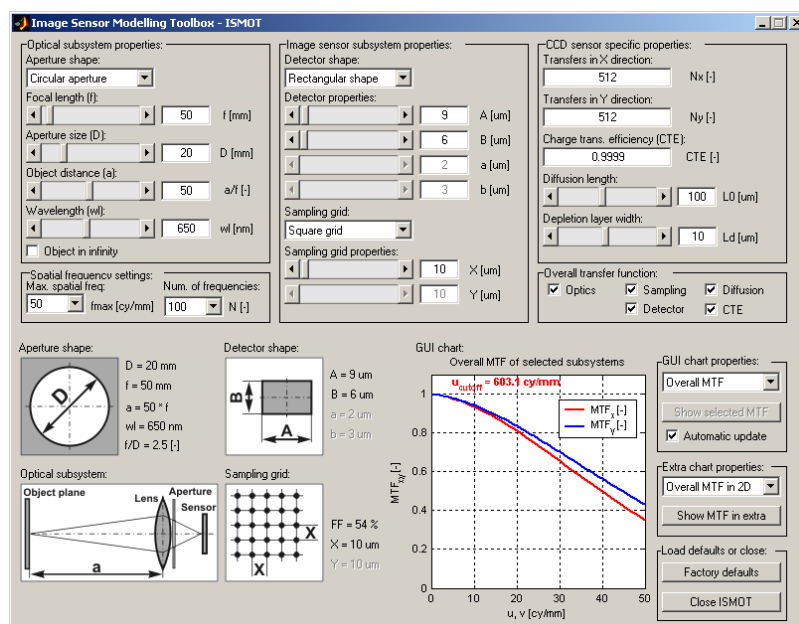 Image Sensor Modelling Toolbox - ISMOT
Optical subsystem properties:
Aperture shape:
Circular aperture
Focal length (f):
50 f [mm]
Aperture size (D):
20 D [mm]
Object distance (a):
50 a/f [-]
Wavelength (wl):
650 wl [nm]
Object in infinity
Spatial frequency settings:
Max. spatial freq: Num. of frequencies:
50 fmax [cy/mm] 100 N [-]
Image sensor subsystem properties:
Detector shape:
Rectangular shape
Detector properties:
9 A [um]
6 B [um]
2 a [um]
3 b [um]
Sampling grid:
Square grid
Sampling grid properties:
10 X [um]
10 Y [um]
CCD sensor specific properties:
Transfers in X direction:
512 Nx [-]
Transfers in Y direction:
512 Ny [-]
Charge trans. efficiency (CTE):
0.9999 CTE [-]
Diffusion length:
100 L0 [um]
Depletion layer width:
10 Ld [um]
Overall transfer function:
Optics Sampling Diffusion
Detector CTE
Aperture shape:
D
D = 20 mm
f = 50 mm
a = 50 * f
wl = 650 nm
f/D = 2.5 [-]
Detector shape:
B
A
A = 9 um
B = 6 um
a = 2 um
b = 3 um
Optical subsystem:
Object plane Lens Aperture
Sensor
a
Sampling grid:
X
X
FF = 54 %
X = 10 um
Y = 10 um
GUI chart:
Overall MTF of selected subsystems
u_cutoff = 603.1 cy/mm
MTF_x [-]
MTF_y [-]
MTF_xy [-]
1
0.8
0.6
0.4
0.2
0
0 10 20 30 40 50
u, v [cy/mm]
GUI chart properties:
Overall MTF
Show selected MTF
Automatic update
Extra chart properties:
Overall MTF in 2D
Show MTF in extra
Load defaults or close:
Factory defaults
Close ISMOT